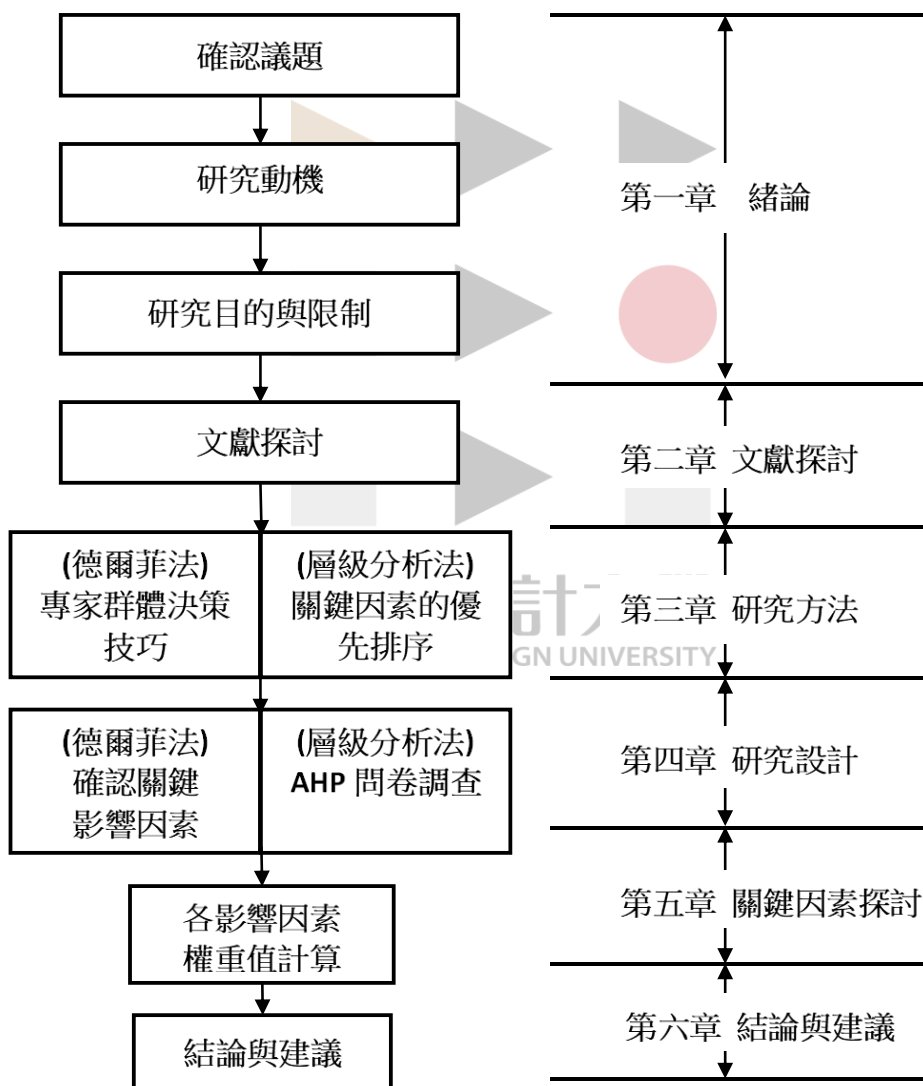 確認議題
研究動機
研究目的與限制
文獻探討
(德爾菲法)
專家群體決策
技巧
(層級分析法)
關鍵因素的優
先排序
(德爾菲法)
確認關鍵
影響因素
(層級分析法)
AHP 問卷調查
各影響因素
權重值計算
結論與建議
第一章 緒論
第二章 文獻探討
第三章 研究方法
第四章 研究設計
第五章 關鍵因素探討
第六章 結論與建議
計
GN UNIVERSITY